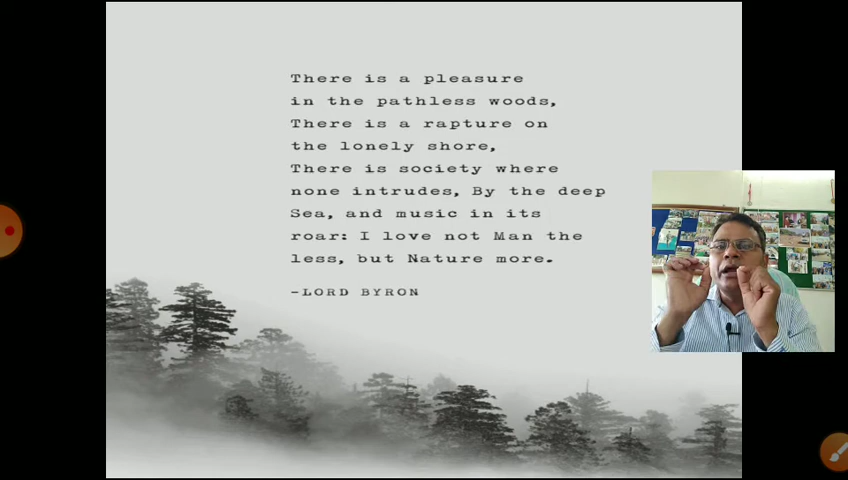 There is a pleasure
in the pathless woods,
There is a rapture on
the lonely shore,
There is society where
none intrudes, By the deep
Sea, and music in its
roar: I love not Man the
less, but Nature more.
-LORD BYRON